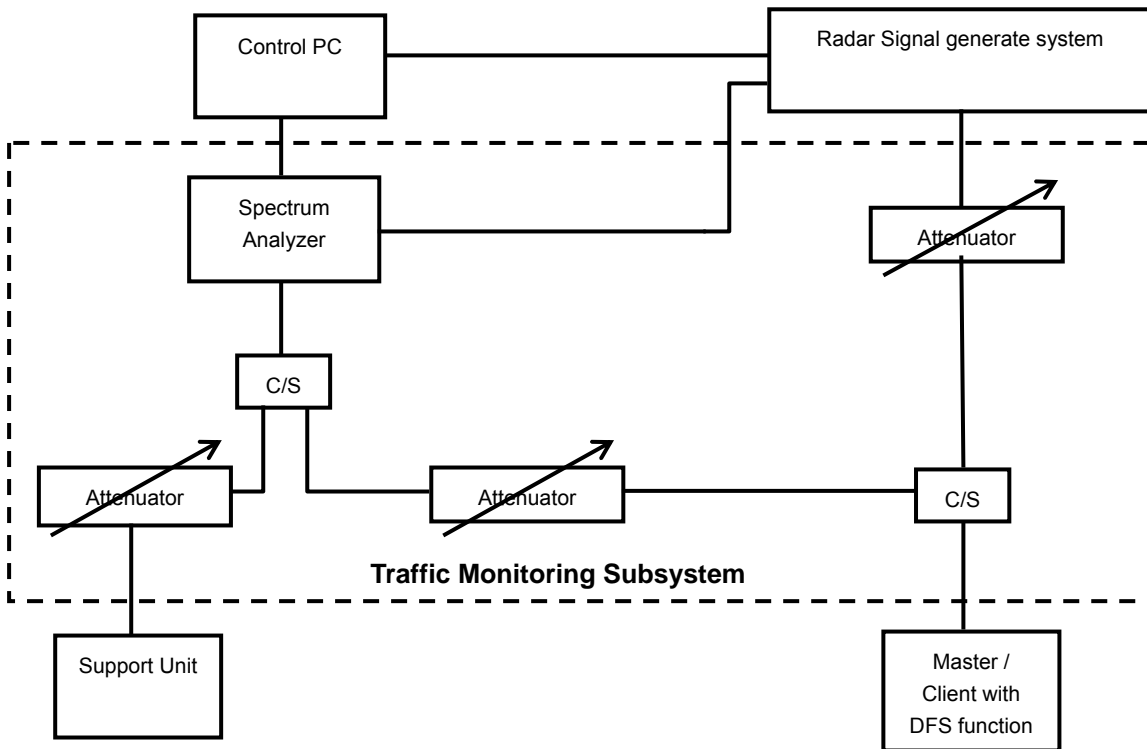 Control PC
Radar Signal generate system
Spectrum
Analyzer
Attenuator
C/S
Attenuator
Attenuator
C/S
Traffic Monitoring Subsystem
Support Unit
Master /
Client with
DFS function